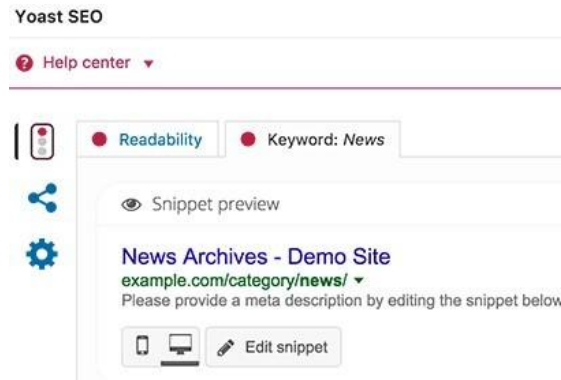 Yoast SEO
Help center
Readability
Keyword: News
Snippet preview
News Archives - Demo Site
example.com/category/news/
Please provide a meta description by editing the snippet below
Edit snippet